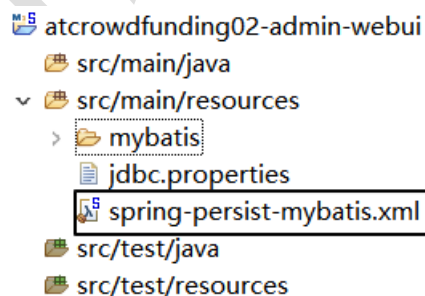 atcrowdfunding02-admin-webui
src/main/java
src/main/resources
mybatis
jdbc.properties
spring-persist-mybatis.xml
src/test/java
src/test/resources